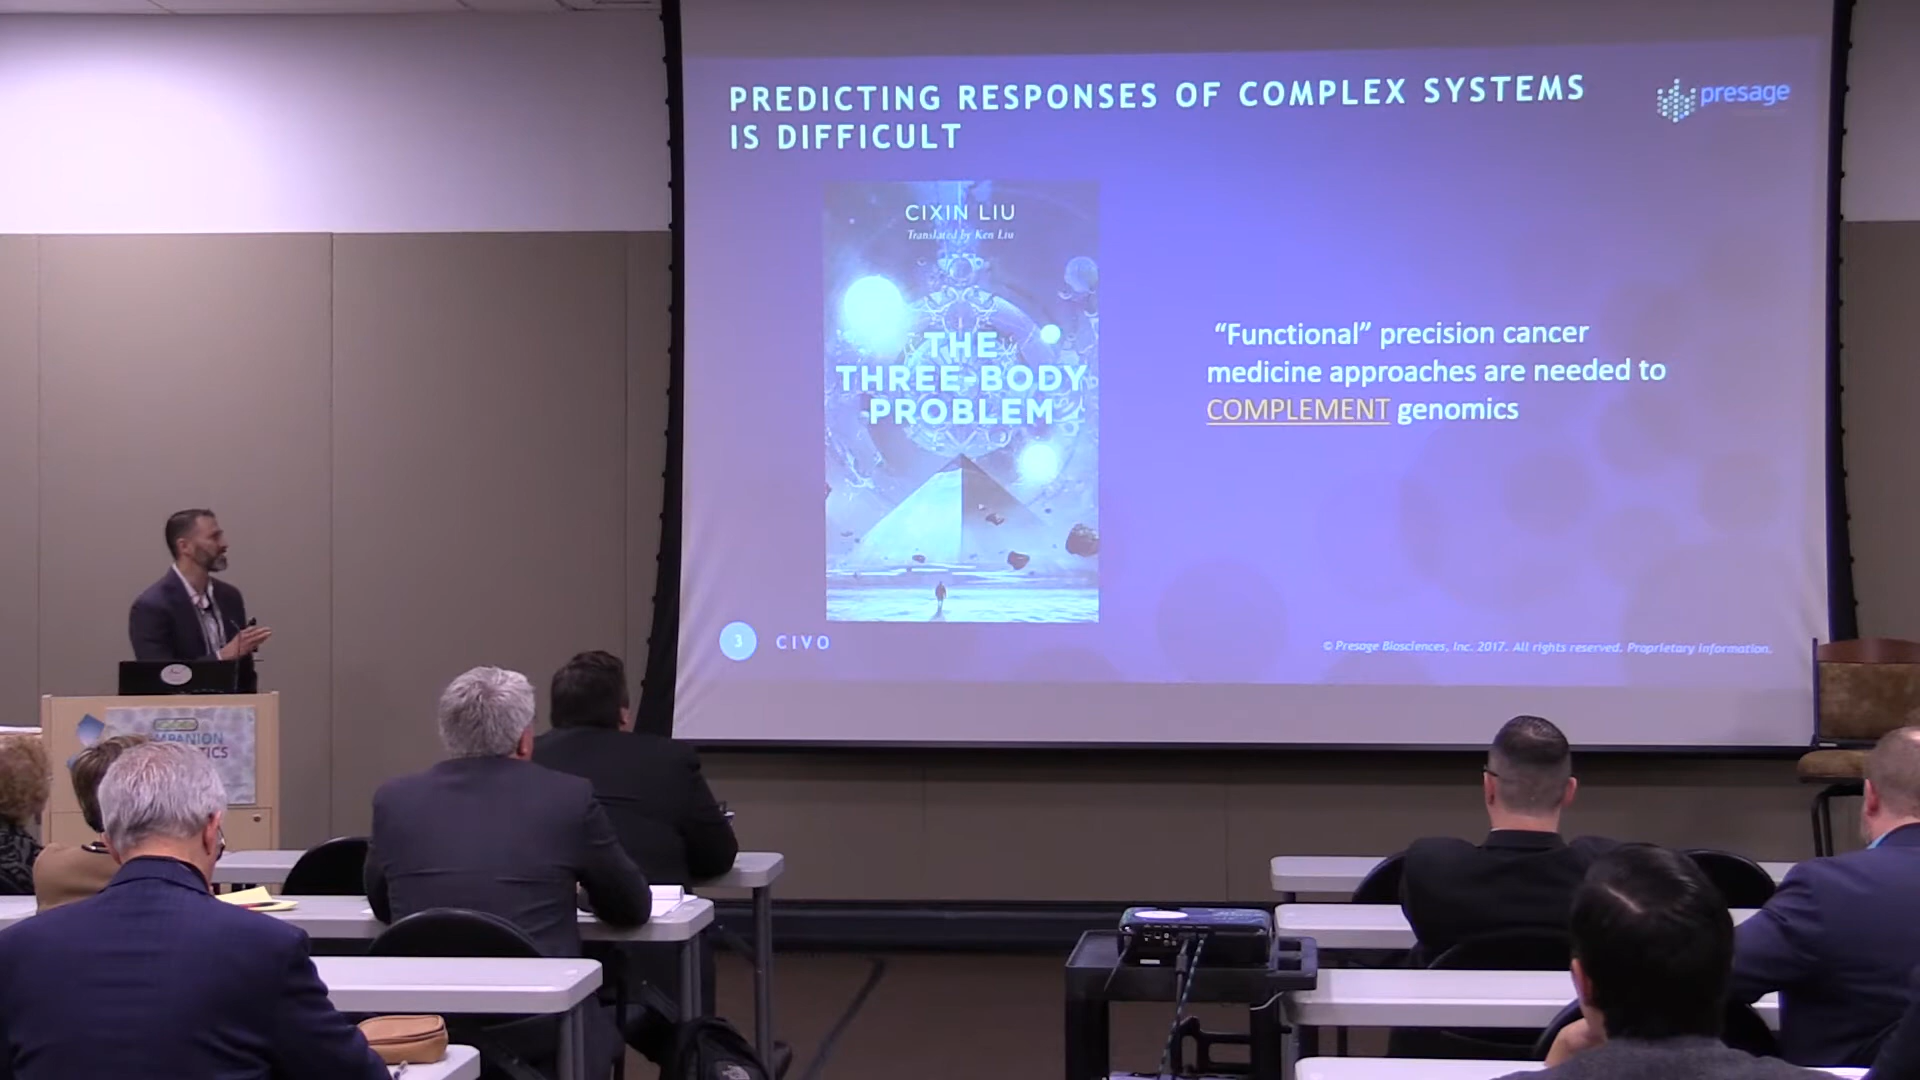 PREDICTING RESPONSES OF COMPLEX SYSTEMS
IS DIFFICULT
presage
CIXIN LIU
Translated by Ken Liu
THE
THREE-BODY
PROBLEM
“Functional” precision cancer
medicine approaches are needed to
COMPLEMENT genomics
3 CIVO
© Presage Biosciences, Inc. 2017. All rights reserved. Proprietary Information.